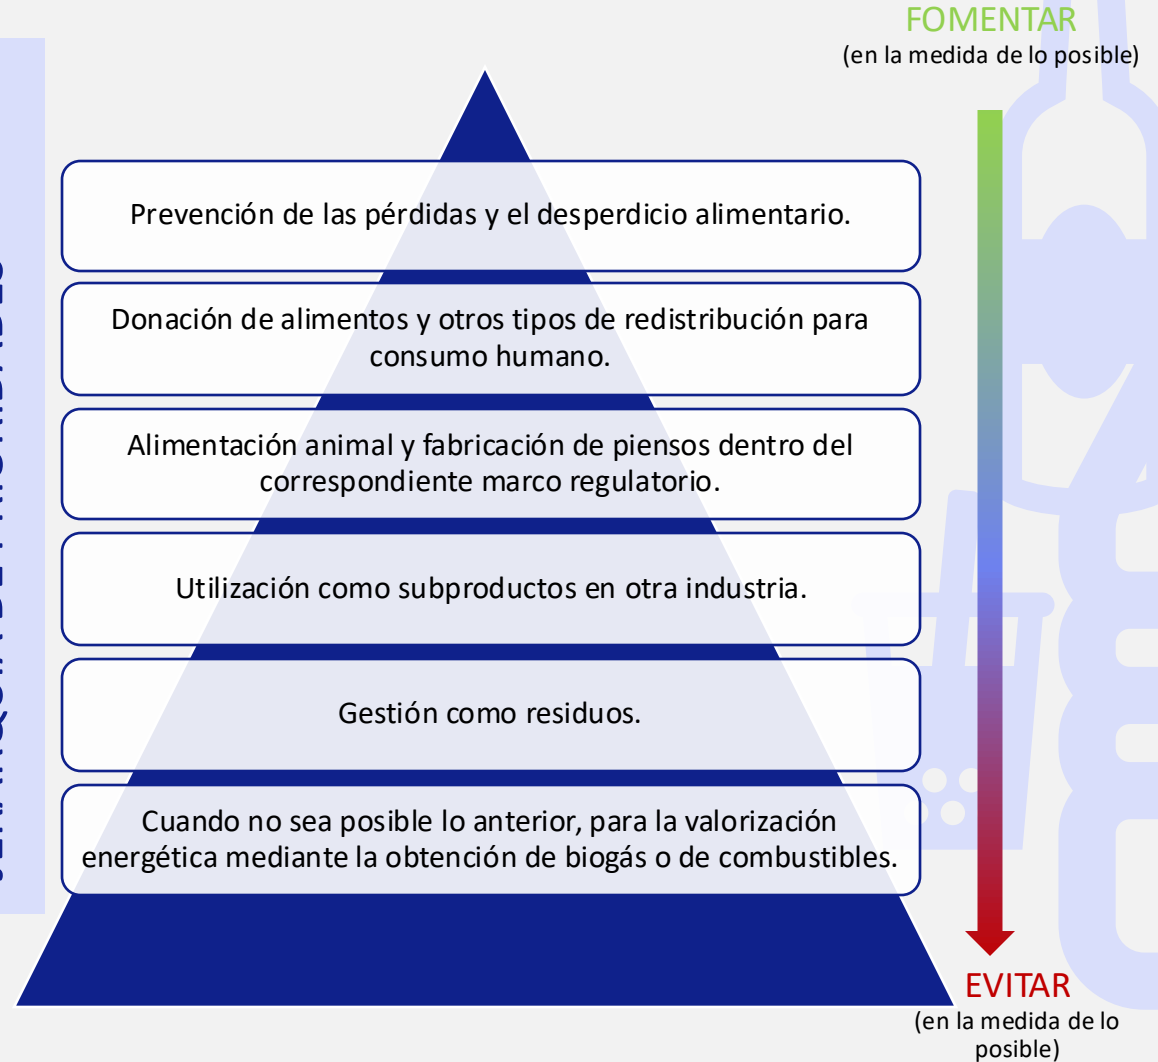 FOMENTAR
(en la medida de lo posible)
JERARQUÍA DE PRIORIDADES
Prevención de las pérdidas y el desperdicio alimentario.
Donación de alimentos y otros tipos de redistribución para
consumo humano.
Alimentación animal y fabricación de piensos dentro del
correspondiente marco regulatorio.
Utilización como subproductos en otra industria.
Gestión como residuos.
Cuando no sea posible lo anterior, para la valorización
energética mediante la obtención de biogás o de combustibles.
EVITAR
(en la medida de lo
posible)